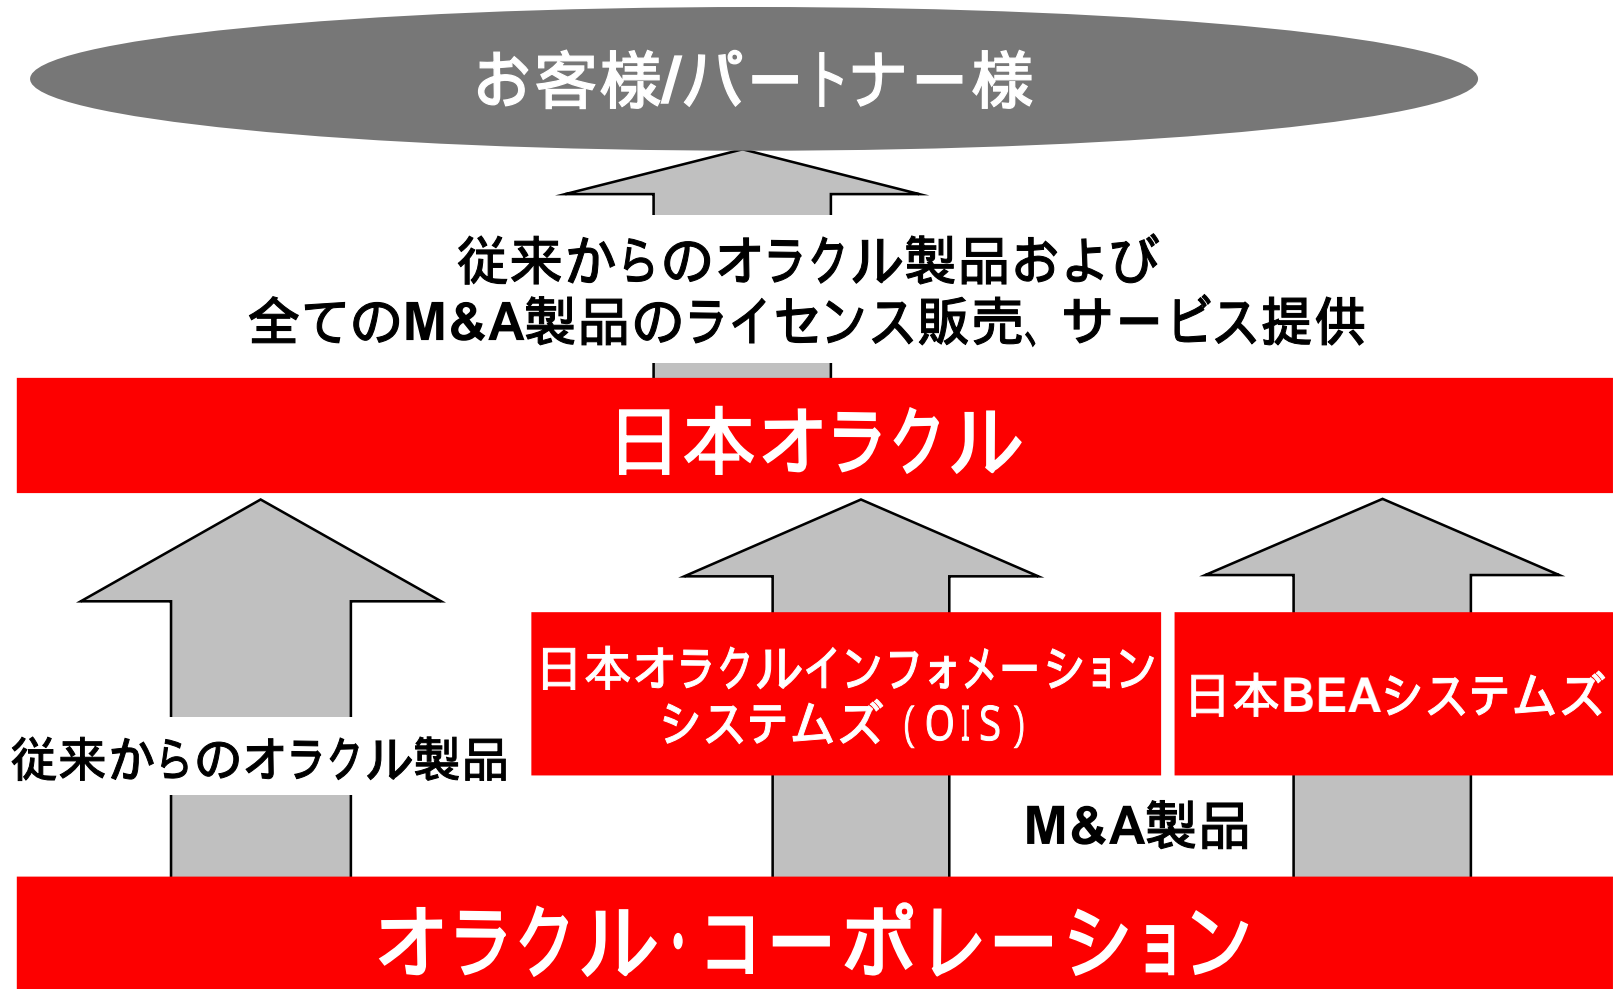 お客様/パートナー様
従来からのオラクル製品および
全てのM&A製品のライセンス販売、サービス提供
日本オラクル
日本オラクルインフォメーション
システムズ(OIS)
日本BEAシステムズ
従来からのオラクル製品
M&A製品
オラクル・コーポレーション